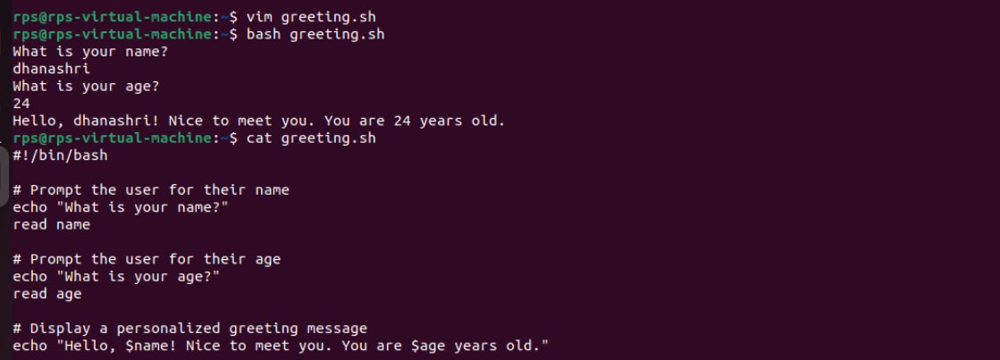 rps@rps-virtual-machine:~$ vim greeting.sh
rps@rps-virtual-machine:~$ bash greeting.sh
What is your name?
dhanashri
What is your age?
24
Hello, dhanashri! Nice to meet you. You are 24 years old.
rps@rps-virtual-machine:~$ cat greeting.sh
#!/bin/bash

# Prompt the user for their name
echo "What is your name?"
read name

# Prompt the user for their age
echo "What is your age?"
read age

# Display a personalized greeting message
echo "Hello, $name! Nice to meet you. You are $age years old."